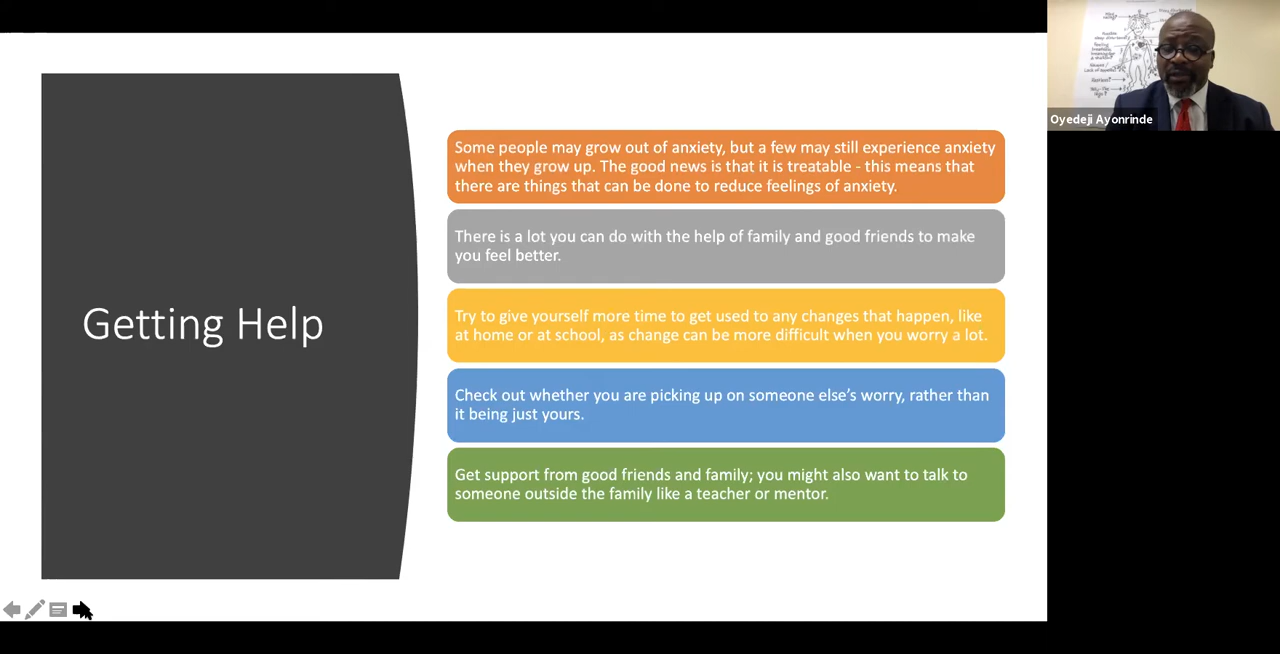 Getting Help
Some people may grow out of anxiety, but a few may still experience anxiety
when they grow up. The good news is that it is treatable - this means that
there are things that can be done to reduce feelings of anxiety.
There is a lot you can do with the help of family and good friends to make
you feel better.
Try to give yourself more time to get used to any changes that happen, like
at home or at school, as change can be more difficult when you worry a lot.
Check out whether you are picking up on someone else's worry, rather than
it being just yours.
Get support from good friends and family; you might also want to talk to
someone outside the family like a teacher or mentor.
Oyedeji Ayonrinde